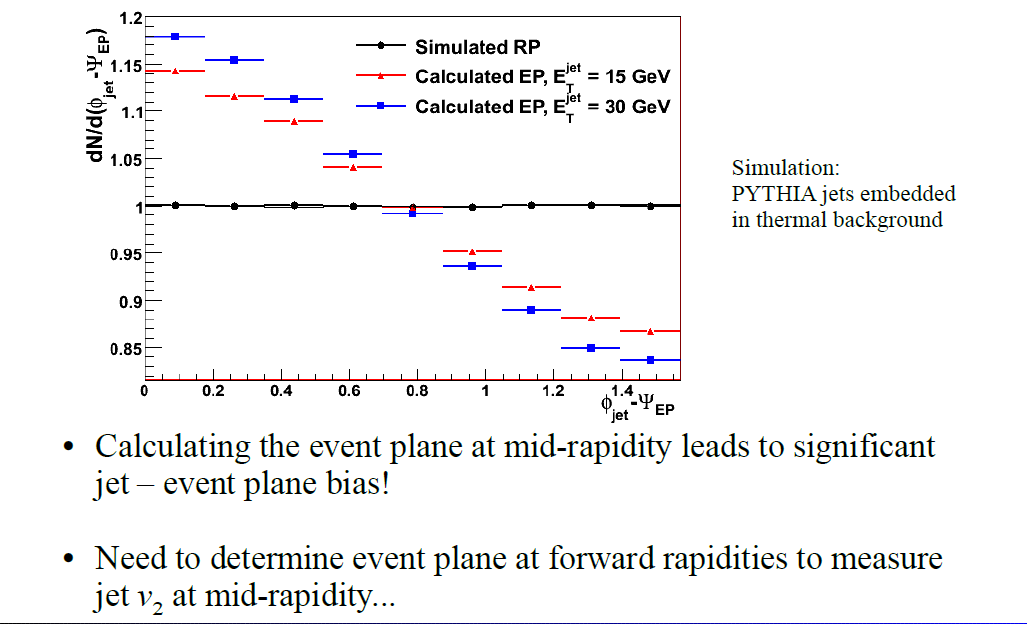 1.2
1.15
1.1
1.05
1
0.95
0.9
0.85
dN/d(ϕjet-ΨEP)
Simulated RP
Calculated EP, E_T^jet = 15 GeV
Calculated EP, E_T^jet = 30 GeV
0 0.2 0.4 0.6 0.8 1 1.2 1.4
ϕjet-ΨEP
Simulation:
PYTHIA jets embedded
in thermal background
• Calculating the event plane at mid-rapidity leads to significant
jet – event plane bias!
• Need to determine event plane at forward rapidities to measure
jet v₂ at mid-rapidity...